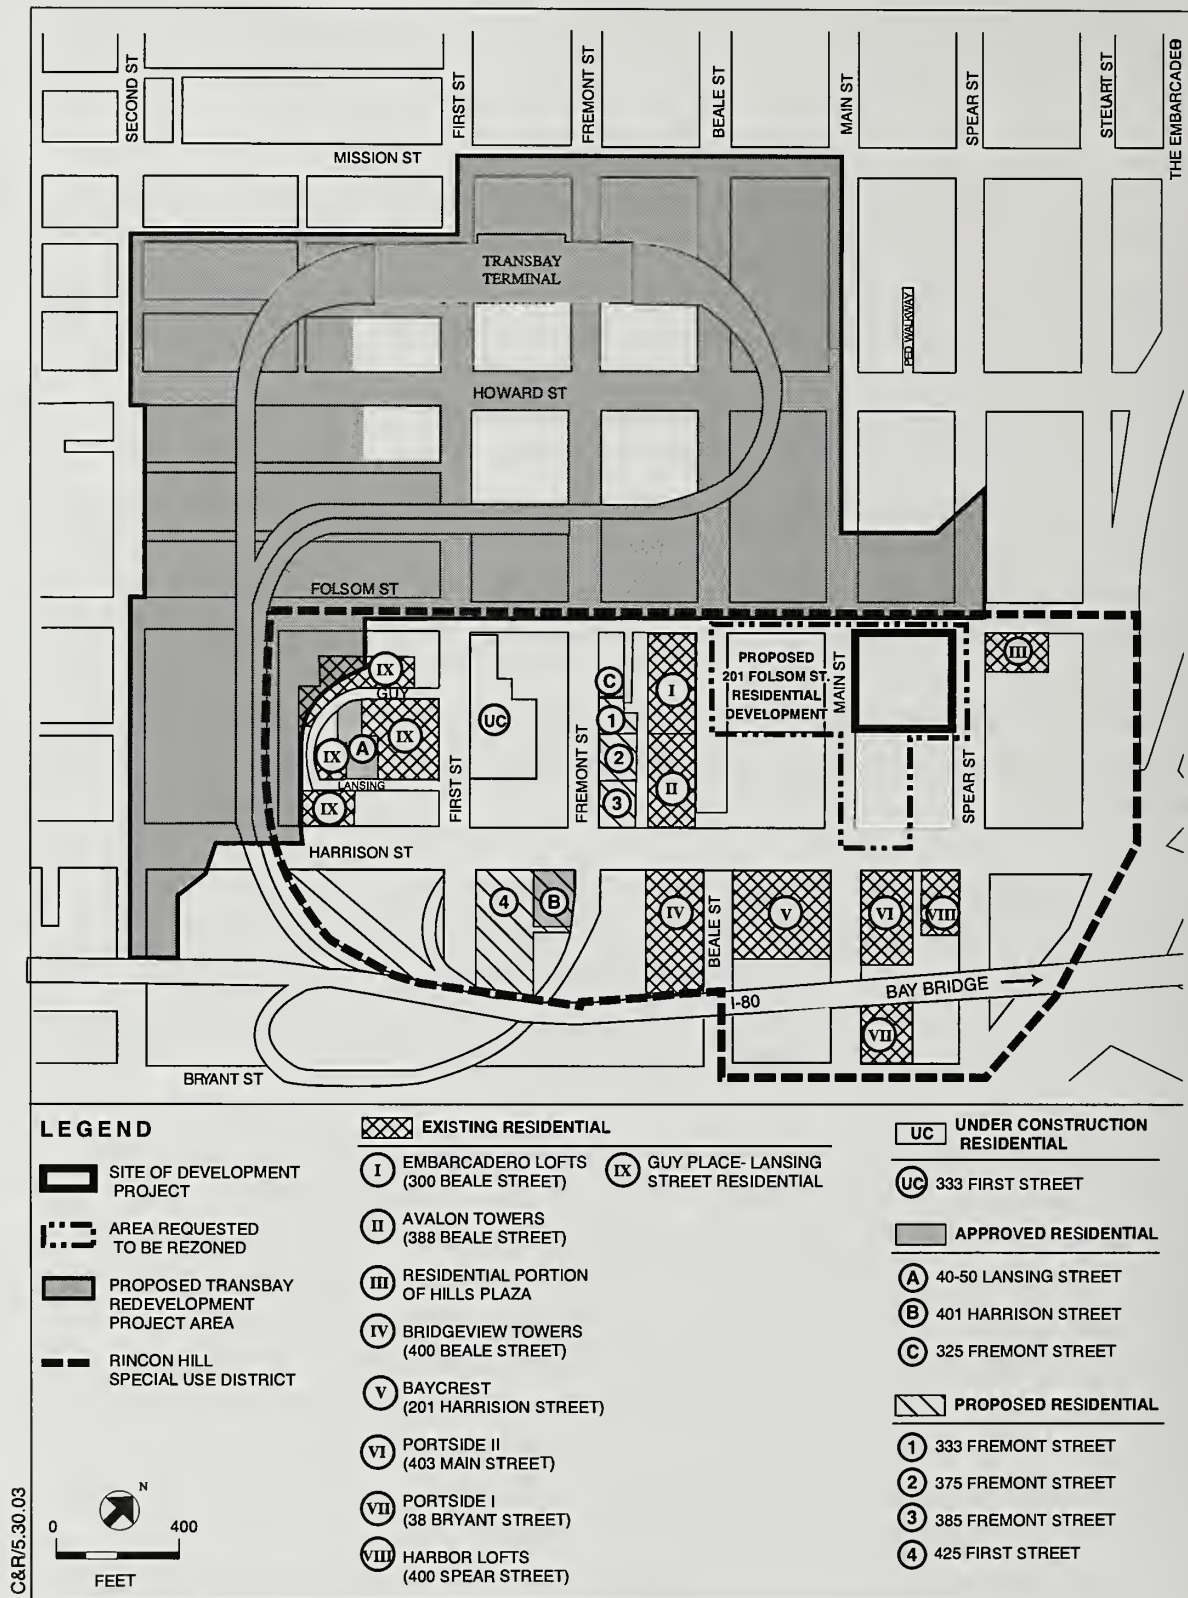 SECOND ST
FIRST ST
FREMONT ST
BEALE ST
MAIN ST
SPEAR ST
STEUART ST
THE EMBARCADERO
MISSION ST
TRANSBAY
TERMINAL
PED WALKWAY
HOWARD ST
FOLSOM ST
PROPOSED
201 FOLSOM ST.
RESIDENTIAL
DEVELOPMENT
MAIN ST
III
IX
GUY
C
I
UC
1
IX
IX
A
2
LANSING
FIRST ST
FREMONT ST
II
3
SPEAR ST
IX
HARRISON ST
4
B
IV
BEALE ST
V
VI
VIII
BAY BRIDGE
I-80
VII
BRYANT ST
LEGEND
SITE OF DEVELOPMENT
PROJECT
AREA REQUESTED
TO BE REZONED
PROPOSED TRANSBAY
REDEVELOPMENT
PROJECT AREA
RINCON HILL
SPECIAL USE DISTRICT
N
0 400
FEET
C&R/5.30.03
EXISTING RESIDENTIAL
I EMBARCADERO LOFTS
(300 BEALE STREET)
II AVALON TOWERS
(388 BEALE STREET)
III RESIDENTIAL PORTION
OF HILLS PLAZA
IV BRIDGEVIEW TOWERS
(400 BEALE STREET)
V BAYCREST
(201 HARRISION STREET)
VI PORTSIDE II
(403 MAIN STREET)
VII PORTSIDE I
(38 BRYANT STREET)
VIII HARBOR LOFTS
(400 SPEAR STREET)
IX GUY PLACE- LANSING
STREET RESIDENTIAL
UC UNDER CONSTRUCTION
RESIDENTIAL
UC 333 FIRST STREET
APPROVED RESIDENTIAL
A 40-50 LANSING STREET
B 401 HARRISON STREET
C 325 FREMONT STREET
PROPOSED RESIDENTIAL
1 333 FREMONT STREET
2 375 FREMONT STREET
3 385 FREMONT STREET
4 425 FIRST STREET